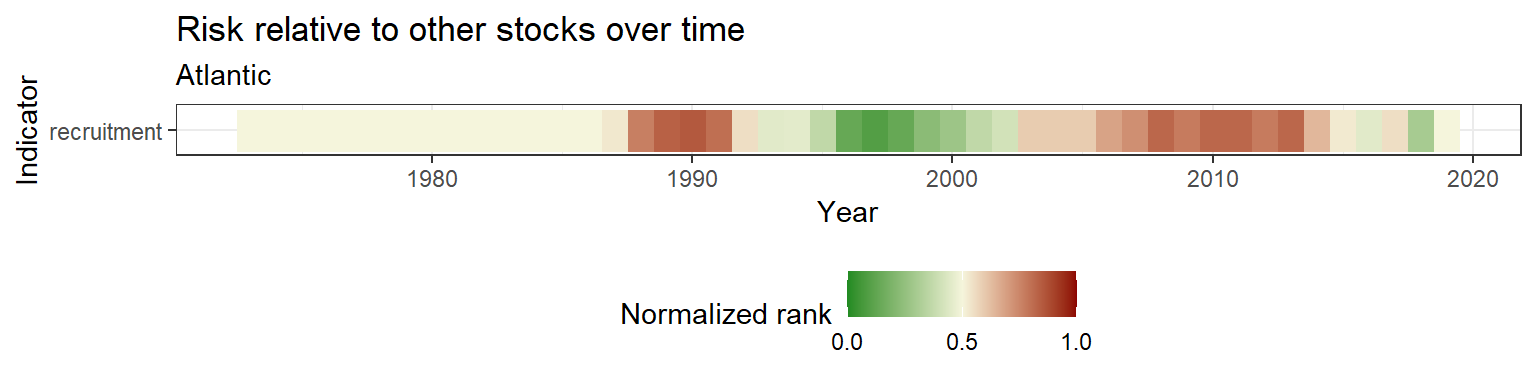 Risk relative to other stocks over time
Atlantic
Indicator
recruitment
1980 1990 2000 2010 2020
Year
Normalized rank
0.0 0.5 1.0